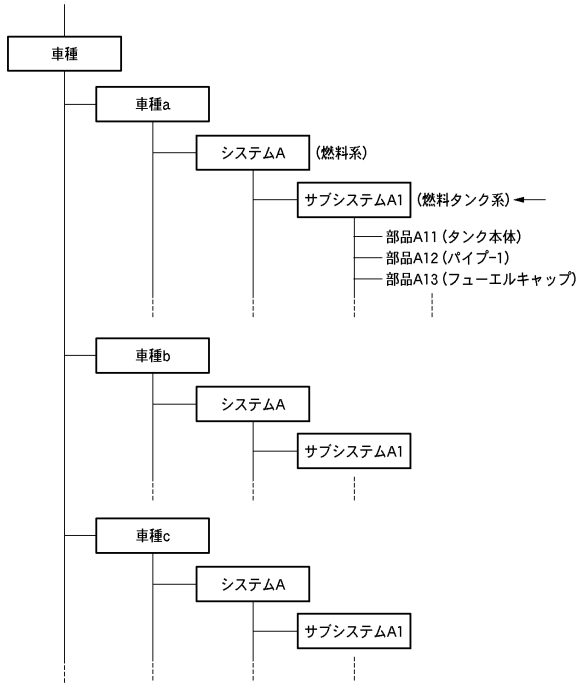 車種
車種a
システムA (燃料系)
サブシステムA1 (燃料タンク系)
部品A11(タンク本体)
部品A12(パイプ-1)
部品A13(フューエルキャップ)
車種b
システムA
サブシステムA1
車種c
システムA
サブシステムA1